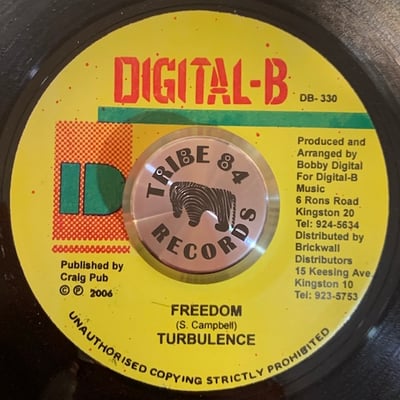 DIGITAL-B
DB-330
Produced and
Arranged by
Bobby Digital
For Digital-B
Music
6 Rons Road
Kingston 20
Tel: 924-5634
Distributed by
Brickwall
Distributors
15 Keesing Ave.
Kingston 10
Tel: 923-5753
TRIBE 84
RECORDS
D
Published by
Craig Pub
© ℗ 2006
FREEDOM
(S. Campbell)
TURBULENCE
UNAUTHORISED COPYING STRICTLY PROHIBITED